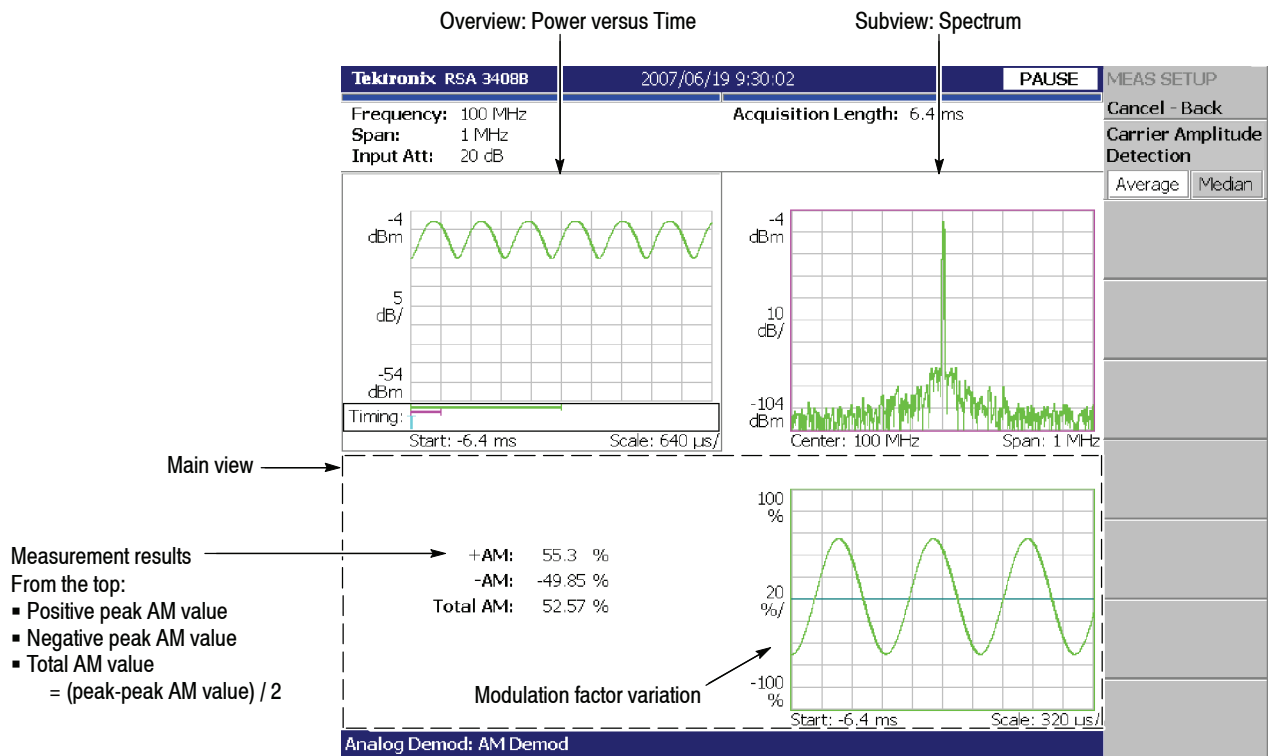 Overview: Power versus Time
Subview: Spectrum
Tektronix RSA 3408B
2007/06/19 9:30:02
PAUSE
MEAS SETUP
Frequency: 100 MHz
Span: 1 MHz
Input Att: 20 dB
Acquisition Length: 6.4 ms
Cancel - Back
Carrier Amplitude
Detection
Average
Median
-4
dBm
5
dB/
-54
dBm
Timing:
Start: -6.4 ms
Scale: 640 µs/
-4
dBm
10
dB/
-104
dBm
Center: 100 MHz
Span: 1 MHz
Main view
Measurement results
From the top:
▪ Positive peak AM value
▪ Negative peak AM value
▪ Total AM value
= (peak-peak AM value) / 2
+AM: 55.3 %
-AM: -49.85 %
Total AM: 52.57 %
Modulation factor variation
100
%
20
%/
-100
%
Start: -6.4 ms
Scale: 320 µs/
Analog Demod: AM Demod